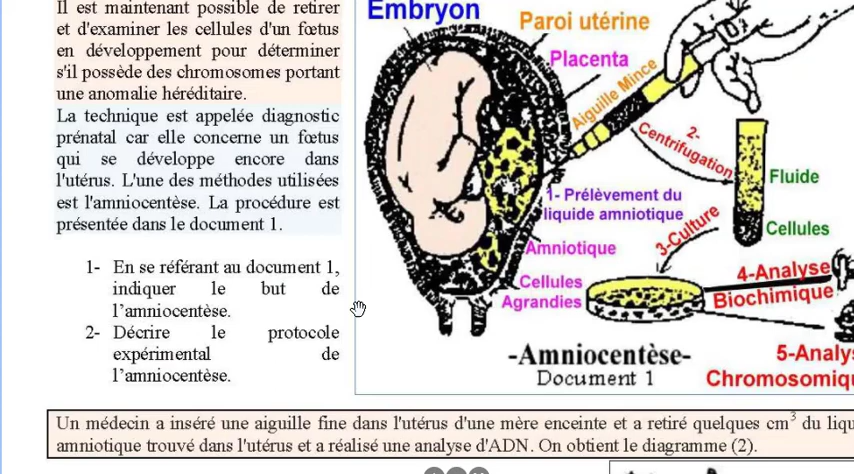 Il est maintenant possible de retirer
et d'examiner les cellules d'un fœtus
en développement pour déterminer
s'il possède des chromosomes portant
une anomalie héréditaire.
La technique est appelée diagnostic
prénatal car elle concerne un fœtus
qui se développe encore dans
l'utérus. L'une des méthodes utilisées
est l'amniocentèse. La procédure est
présentée dans le document 1.
1- En se référant au document 1,
indiquer le but de
l'amniocentèse.
2- Décrire le protocole
expérimental de
l'amniocentèse.
Embryon
Paroi utérine
Placenta
Aiguille Mince
2-
Centrifugation
Fluide
1- Prélèvement du
liquide amniotique
Cellules
3-Culture
Amniotique
4-Analyse
Biochimique
Cellules
Agrandies
-Amniocentèse-
Document 1
5-Analys
Chromosomiqu
Un médecin a inséré une aiguille fine dans l'utérus d'une mère enceinte et a retiré quelques cm³ du liqu
amniotique trouvé dans l'utérus et a réalisé une analyse d'ADN. On obtient le diagramme (2).